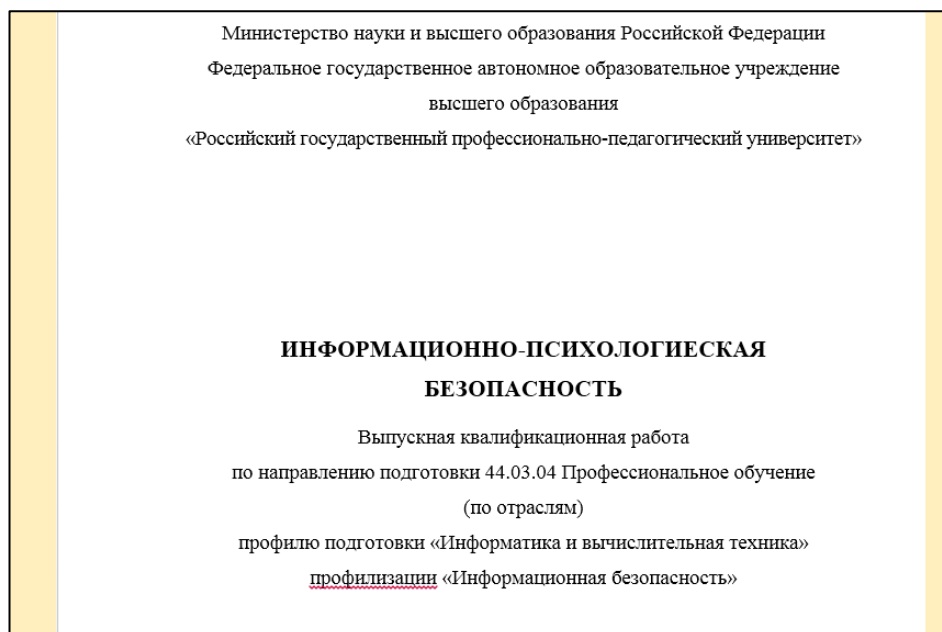 Министерство науки и высшего образования Российской Федерации
Федеральное государственное автономное образовательное учреждение
высшего образования
«Российский государственный профессионально-педагогический университет»
ИНФОРМАЦИОННО-ПСИХОЛОГИЕСКАЯ
БЕЗОПАСНОСТЬ
Выпускная квалификационная работа
по направлению подготовки 44.03.04 Профессиональное обучение
(по отраслям)
профилю подготовки «Информатика и вычислительная техника»
профилизации «Информационная безопасность»